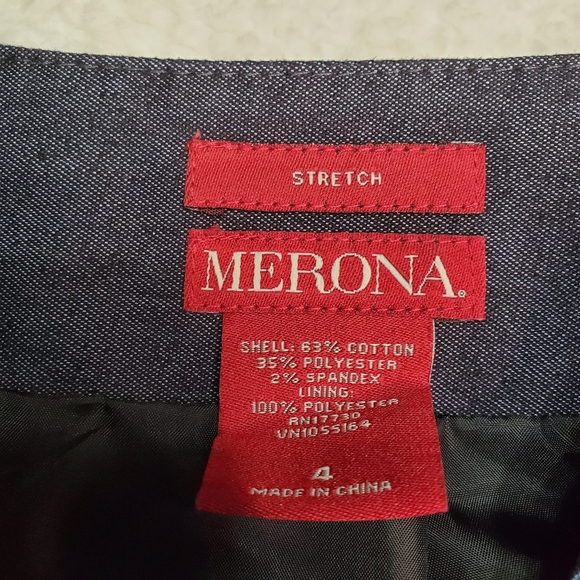 STRETCH
MERONA®
SHELL: 63% COTTON
35% POLYESTER
2% SPANDEX
LINING:
100% POLYESTER
RN17730
VN1055164
4
MADE IN CHINA